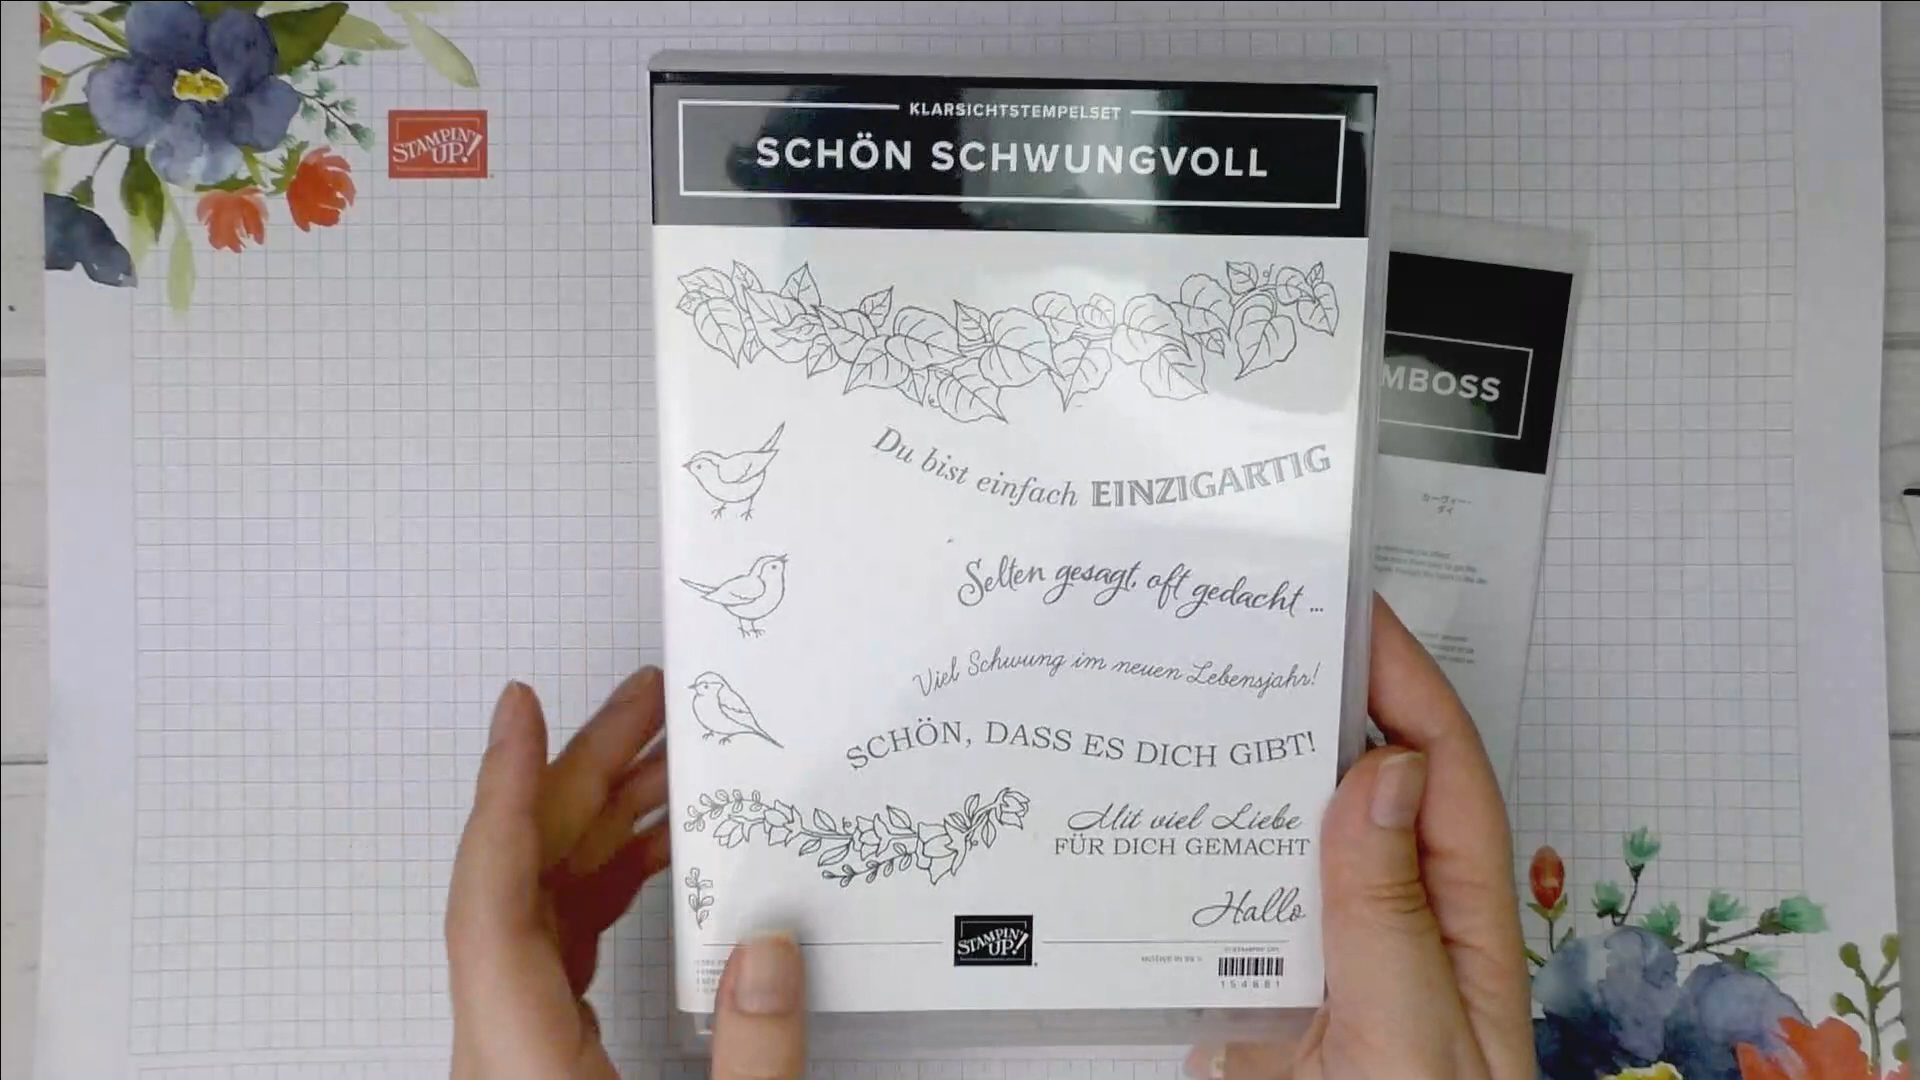 STAMPIN' UP!
KLARSICHTSTEMPELSET
SCHÖN SCHWUNGVOLL
MBOSS
Du bist einfach EINZIGARTIG
Selten gesagt, oft gedacht ...
Viel Schwung im neuen Lebensjahr!
SCHÖN, DASS ES DICH GIBT!
Mit viel Liebe
FÜR DICH GEMACHT
Hallo
STAMPIN' UP!